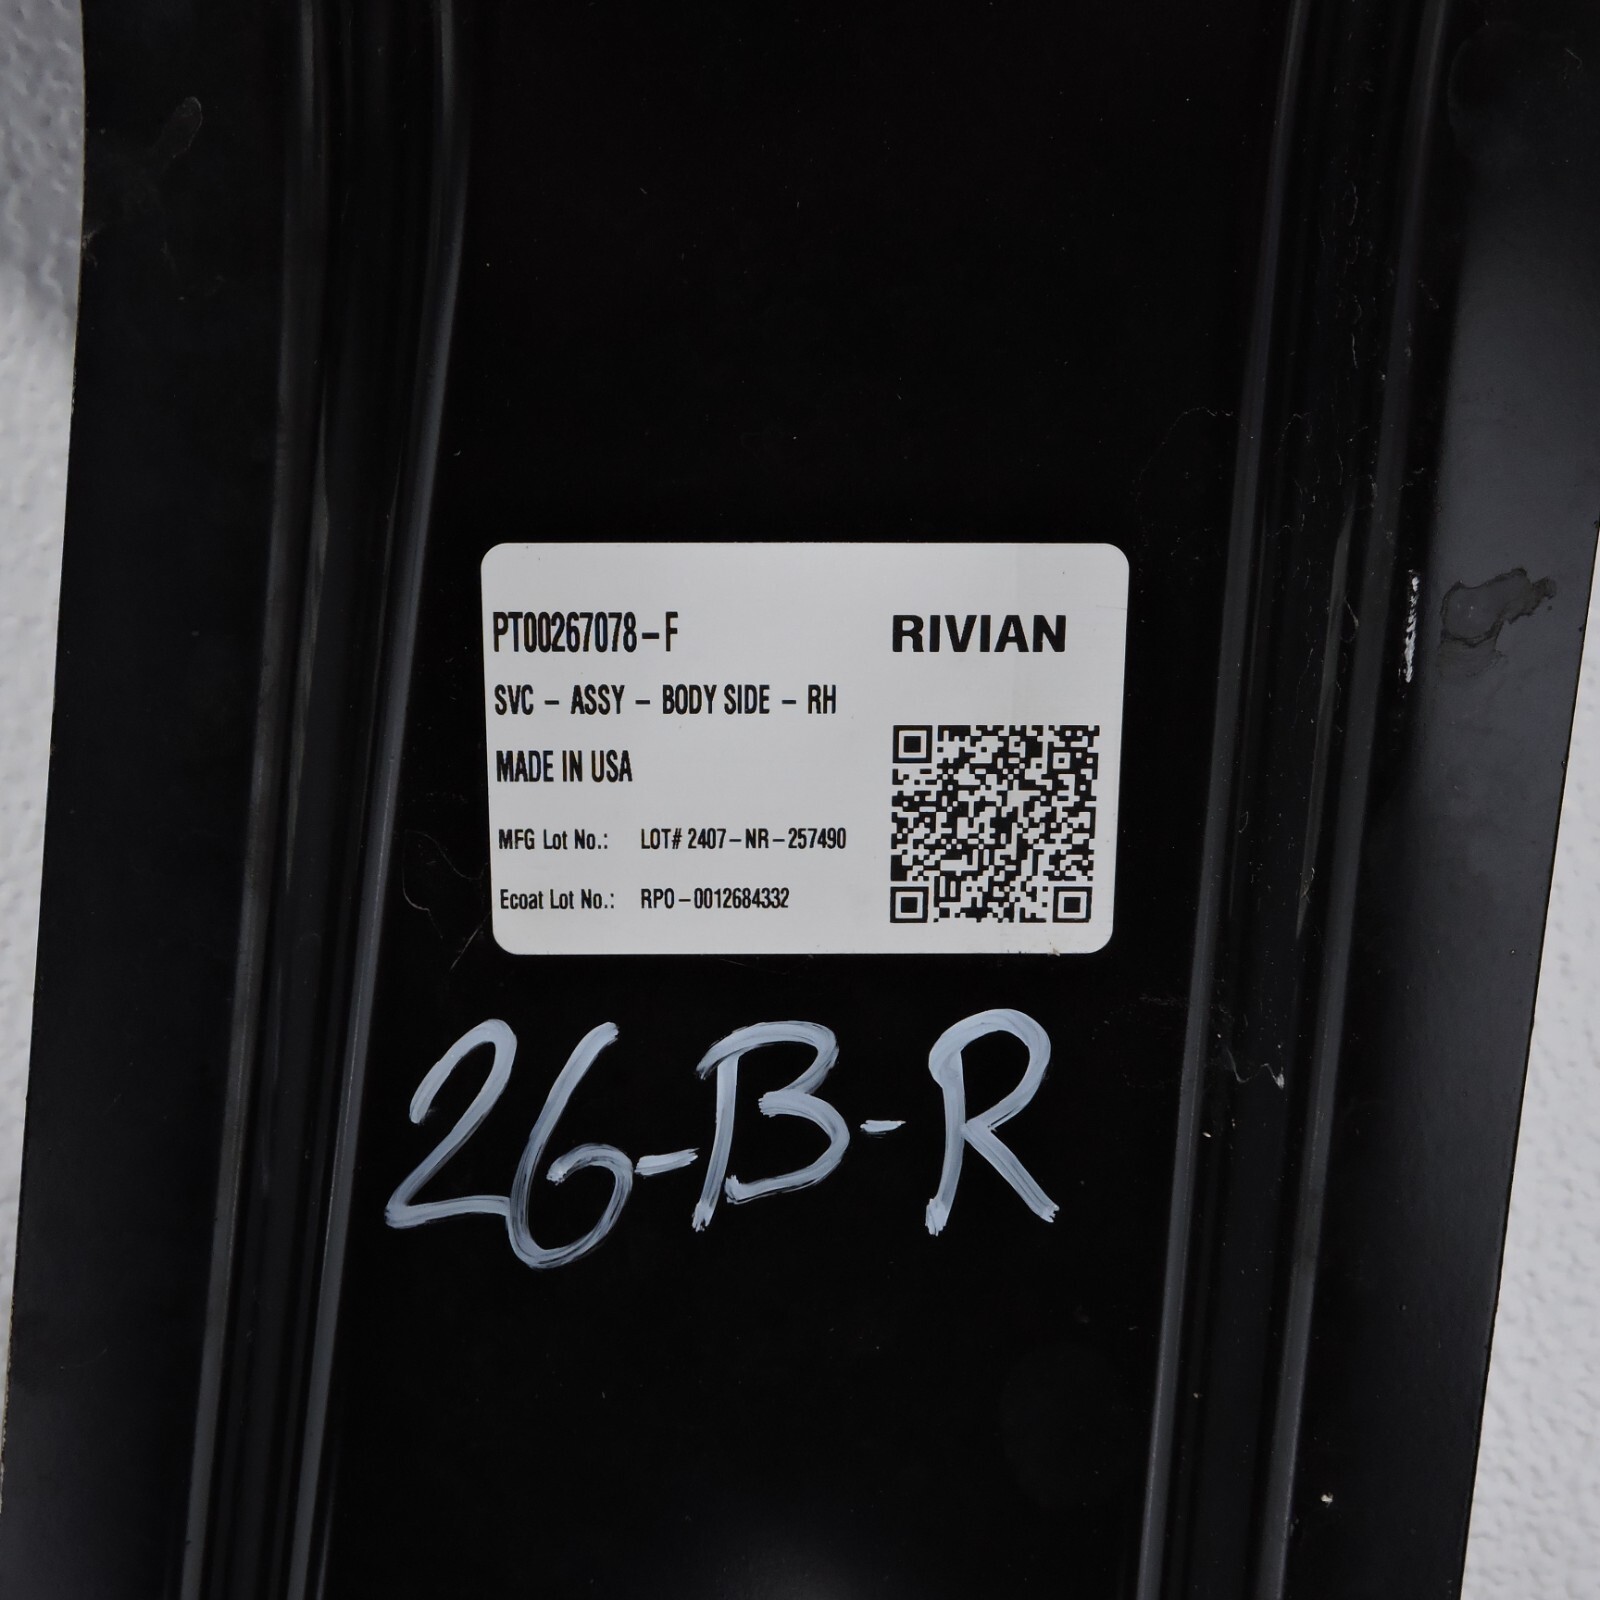 PT00267078-F
RIVIAN
SVC - ASSY - BODY SIDE - RH
MADE IN USA
MFG Lot No.: LOT# 2407-NR-257490
Ecoat Lot No.: RPO-0012684332
26-B-R